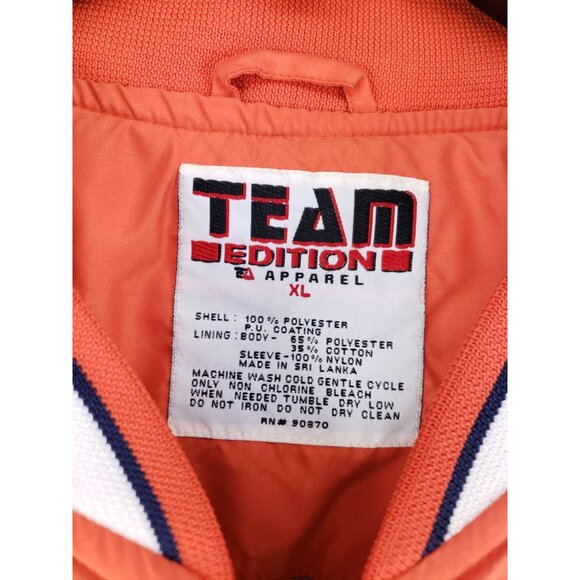 TEAM
EDITION
APPAREL
XL
SHELL: 100% POLYESTER
P.U. COATING
LINING: BODY- 65% POLYESTER
35% COTTON
SLEEVE-100% NYLON
MADE IN SRI LANKA
MACHINE WASH COLD GENTLE CYCLE
ONLY NON CHLORINE BLEACH
WHEN NEEDED TUMBLE DRY LOW
DO NOT IRON DO NOT DRY CLEAN
RN# 90870